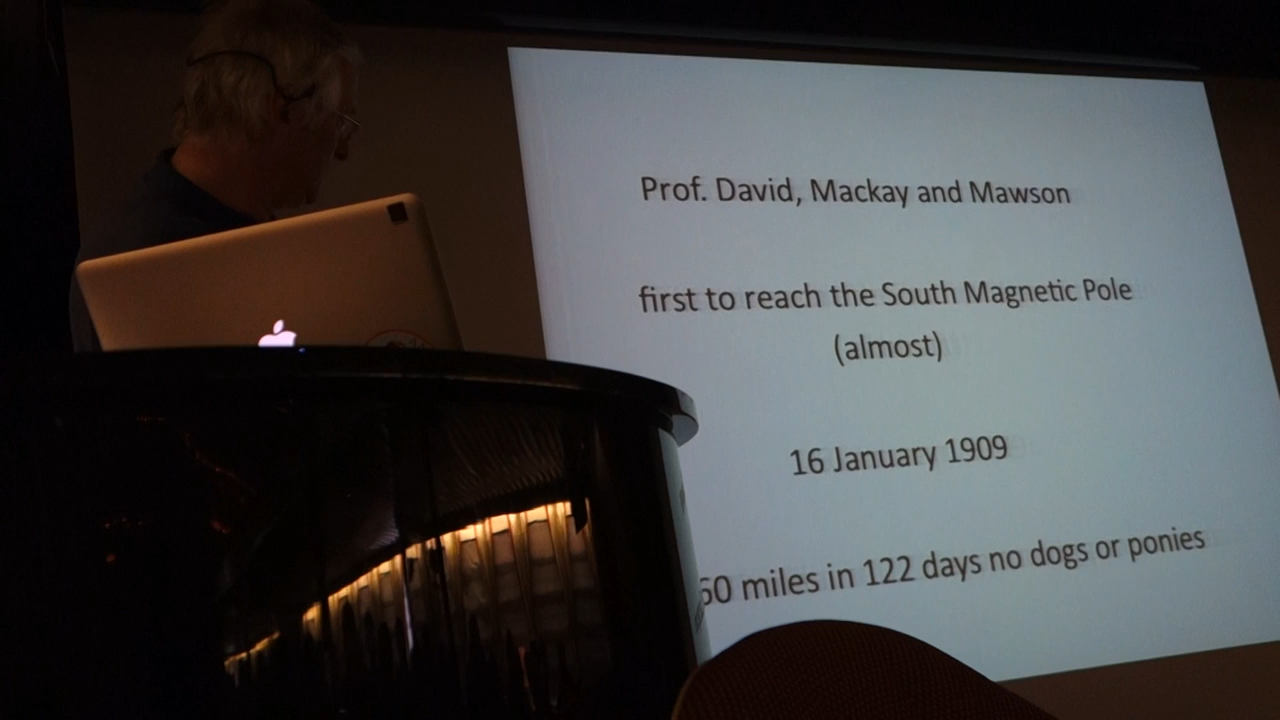 Prof. David, Mackay and Mawson
first to reach the South Magnetic Pole
(almost)
16 January 1909
miles in 122 days no dogs or ponies